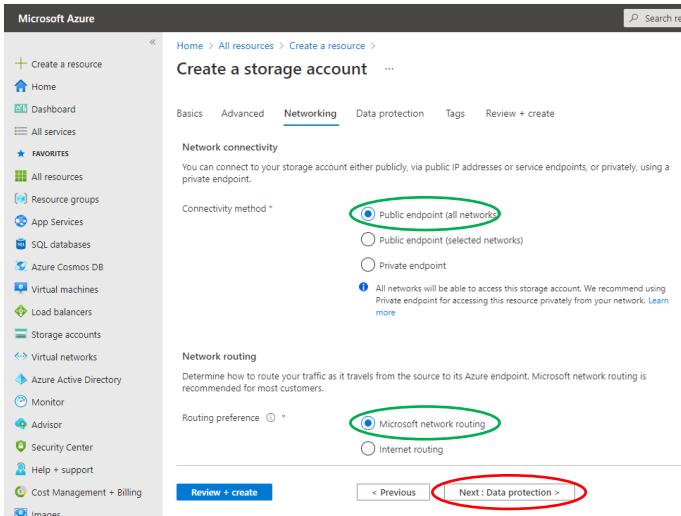 Microsoft Azure
Search re
«
Create a resource
Home
Dashboard
All services
FAVORITES
All resources
Resource groups
App Services
SQL databases
Azure Cosmos DB
Virtual machines
Load balancers
Storage accounts
Virtual networks
Azure Active Directory
Monitor
Advisor
Security Center
Help + support
Cost Management + Billing
Images
Home > All resources > Create a resource >
Create a storage account ...
Basics Advanced Networking Data protection Tags Review + create
Network connectivity
You can connect to your storage account either publicly, via public IP addresses or service endpoints, or privately, using a
private endpoint.
Connectivity method *
Public endpoint (all networks)
Public endpoint (selected networks)
Private endpoint
All networks will be able to access this storage account. We recommend using
Private endpoint for accessing this resource privately from your network. Learn
more
Network routing
Determine how to route your traffic as it travels from the source to its Azure endpoint. Microsoft network routing is
recommended for most customers.
Routing preference *
Microsoft network routing
Internet routing
Review + create
< Previous
Next : Data protection >